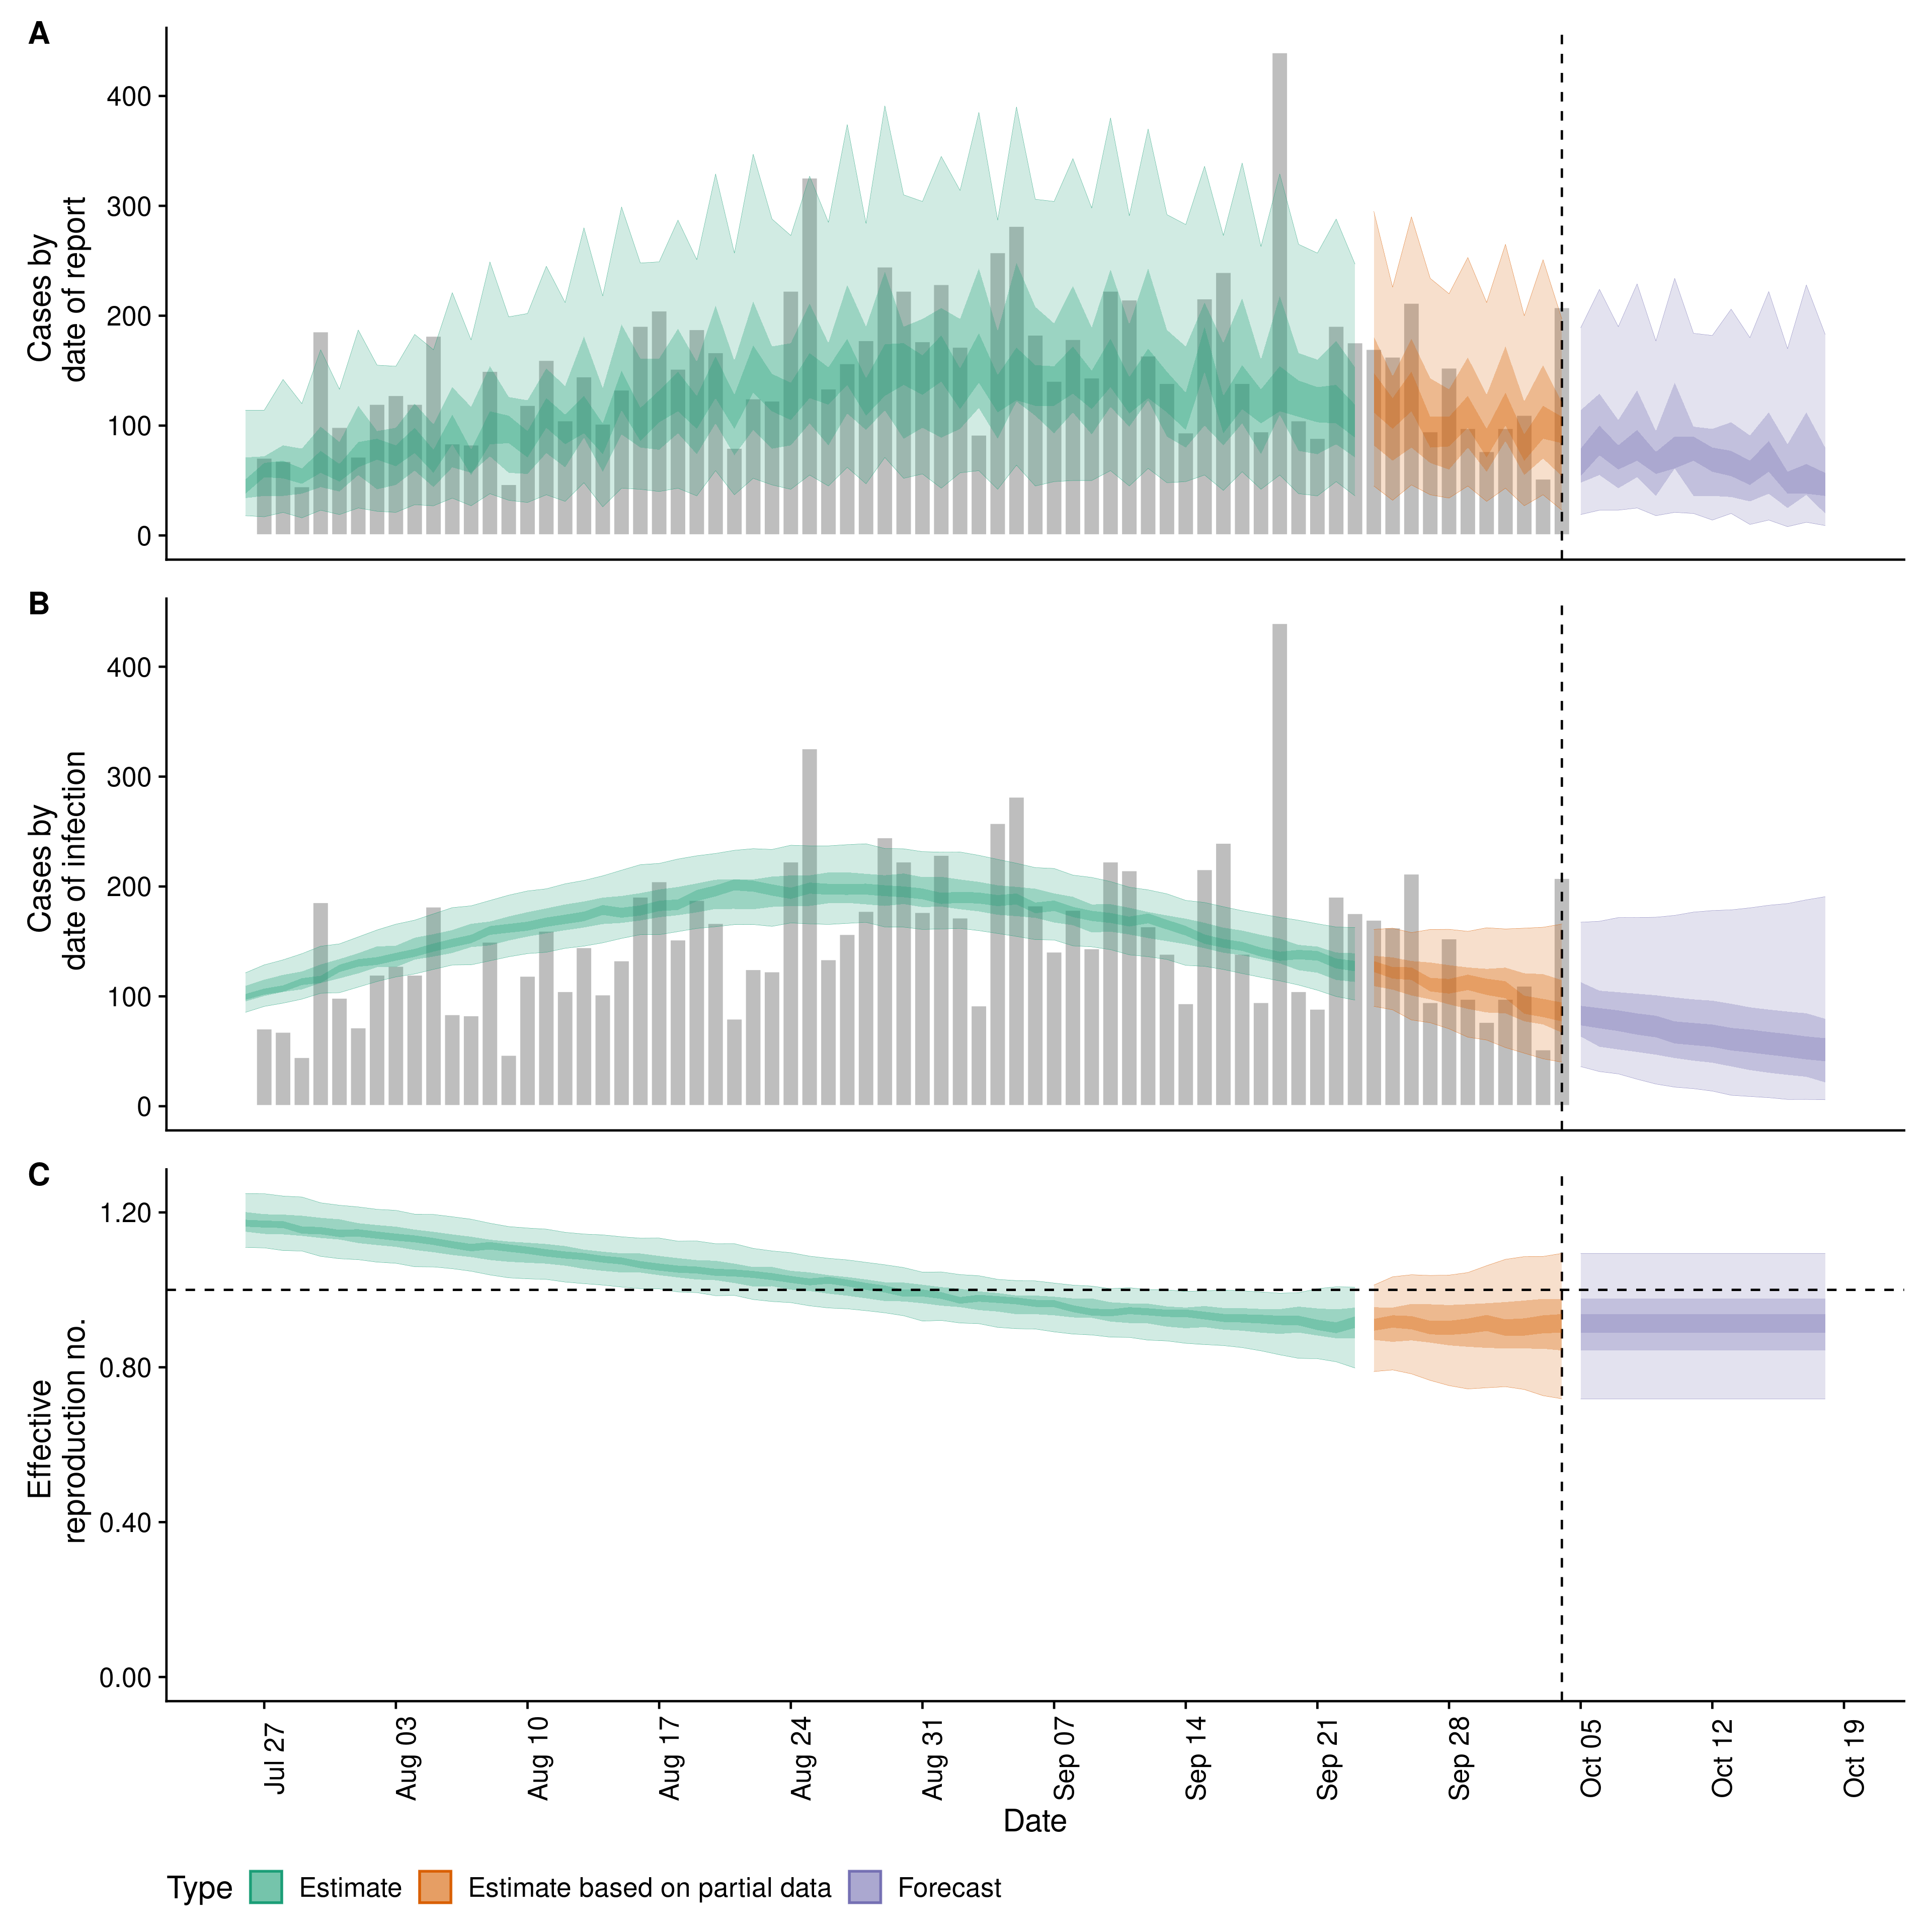 A
Cases by
date of report
400
300
200
100
0
B
Cases by
date of infection
400
300
200
100
0
C
Effective
reproduction no.
1.20
0.80
0.40
0.00
Jul 27
Aug 03
Aug 10
Aug 17
Aug 24
Aug 31
Sep 07
Sep 14
Sep 21
Sep 28
Oct 05
Oct 12
Oct 19
Date
Type Estimate Estimate based on partial data Forecast